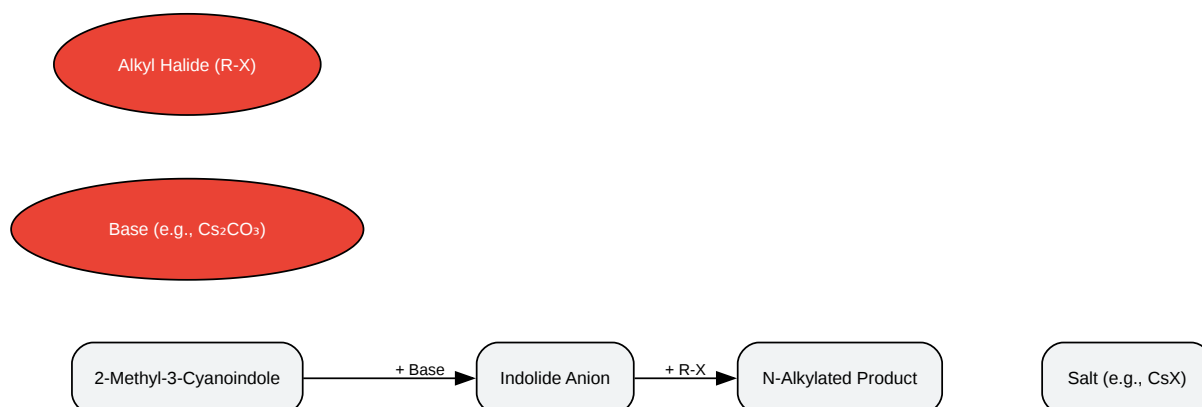 Alkyl Halide (R-X)
Base (e.g., Cs₂CO₃)
2-Methyl-3-Cyanoindole
+ Base
Indolide Anion
+ R-X
N-Alkylated Product
Salt (e.g., CsX)